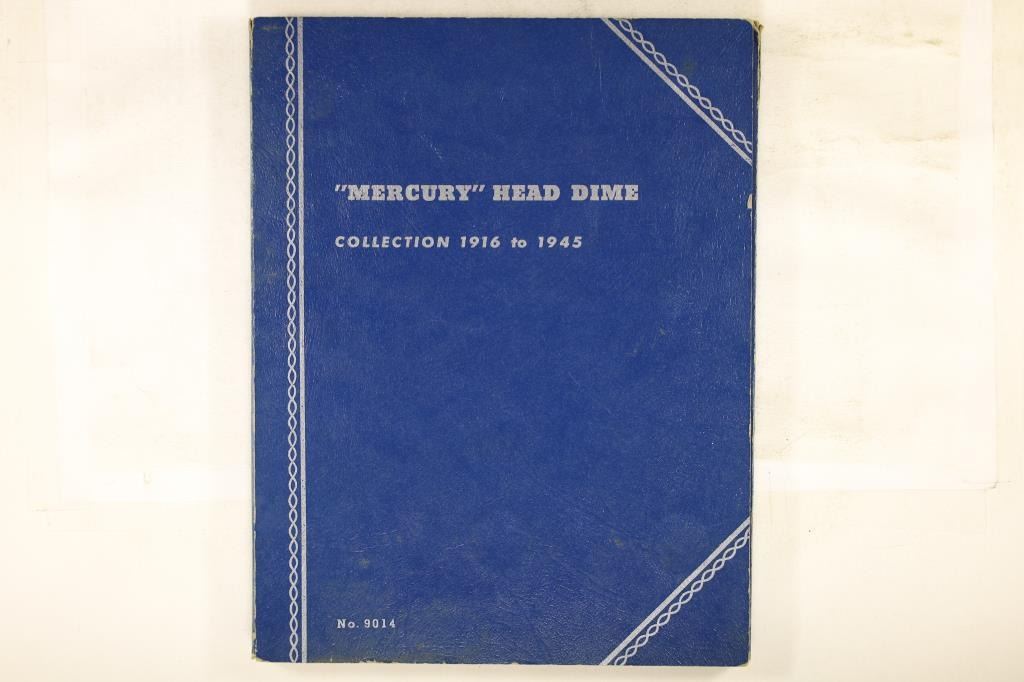 "MERCURY" HEAD DIME
COLLECTION 1916 to 1945
No. 9014